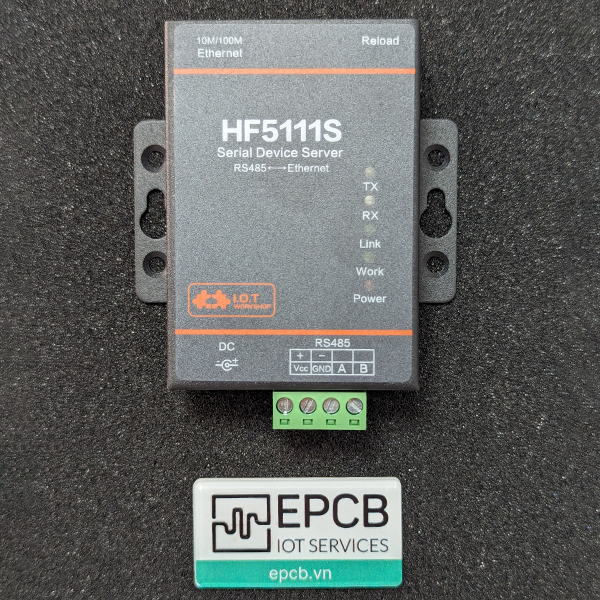 10M/100M
Ethernet
Reload
HF5111S
Serial Device Server
RS485←→Ethernet
TX
RX
Link
Work
Power
I.O.T
WORKSHOP
DC
RS485
+ −
Vcc GND A B
EPCB
IOT SERVICES
epcb.vn